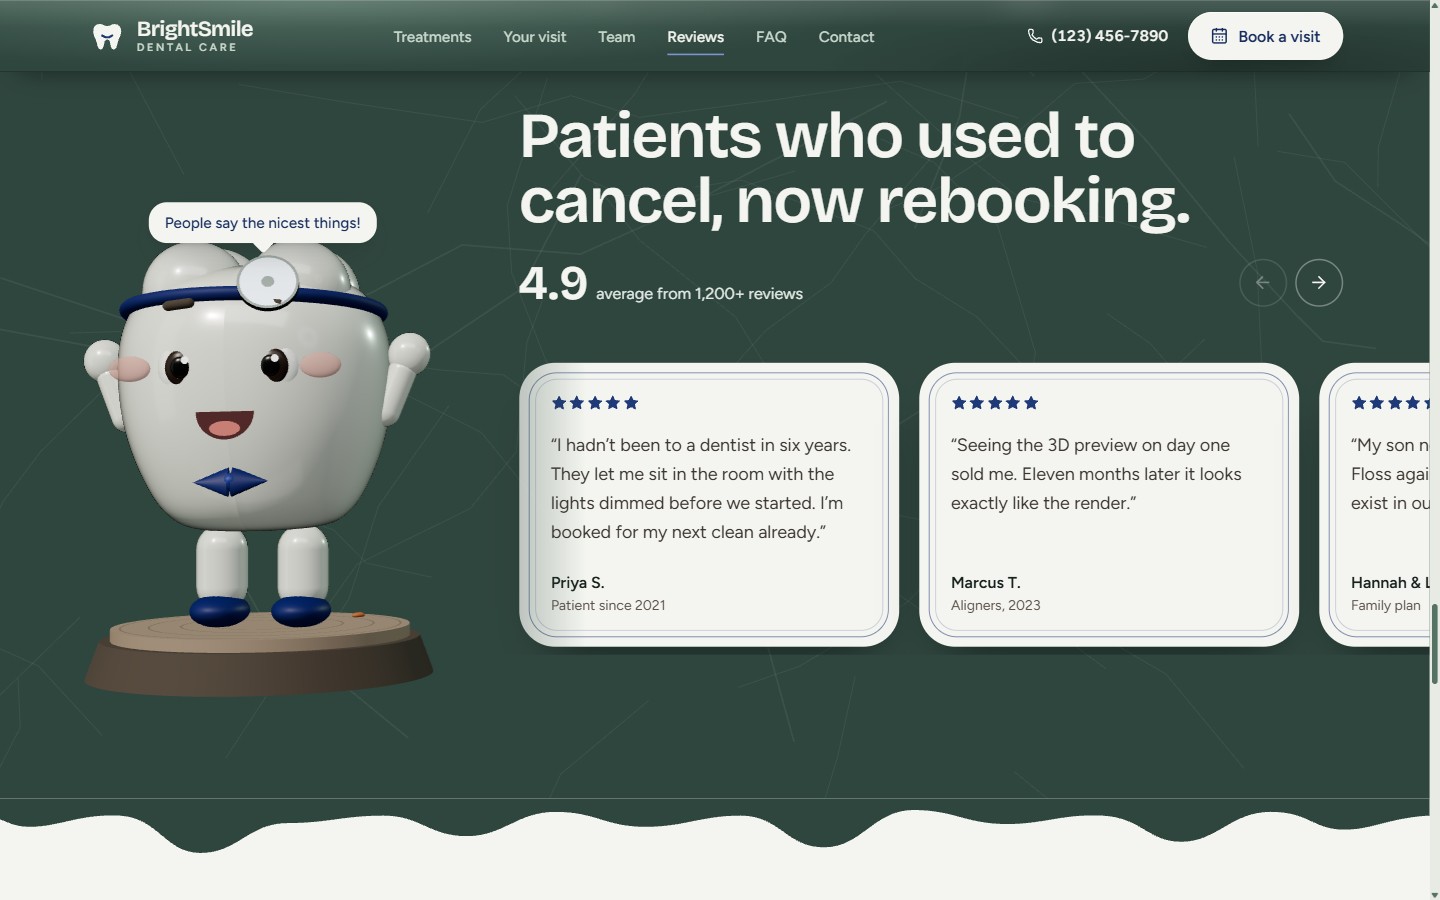 BrightSmile
DENTAL CARE
Treatments
Your visit
Team
Reviews
FAQ
Contact
(123) 456-7890
Book a visit
Patients who used to
cancel, now rebooking.
People say the nicest things!
4.9 average from 1,200+ reviews
“I hadn’t been to a dentist in six years.
They let me sit in the room with the
lights dimmed before we started. I’m
booked for my next clean already.”
Priya S.
Patient since 2021
“Seeing the 3D preview on day one
sold me. Eleven months later it looks
exactly like the render.”
Marcus T.
Aligners, 2023
“My son
Floss
exist in
Hannah &
Family plan